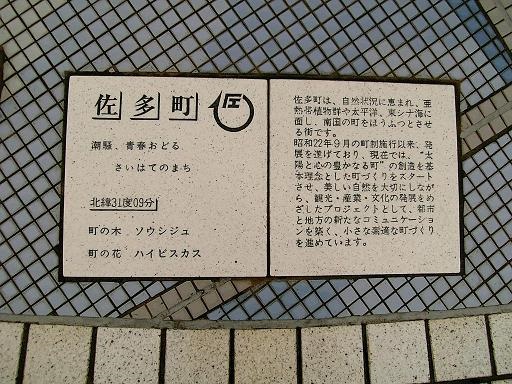 佐多町
潮騒、青春おどる
さいはてのまち
北緯31度09分
町の木 ソウシジュ
町の花 ハイビスカス
佐多町は、自然状況に恵まれ、亜
熱帯植物群や太平洋、東シナ海に
面し、南国の町をほうふつとさせ
る街です。
昭和22年9月の町制施行以来、発
展を遂げており、現在では、“太
陽と心の豊かなる町”の創造を基
本理念とした町づくりをスタート
させ、美しい自然を大切にしなが
ら、観光・産業・文化の発展をめ
ざしたプロジェクトとして、都市
と地方の新たなコミュニケーション
を築く、小さな素適な町づくり
を進めています。